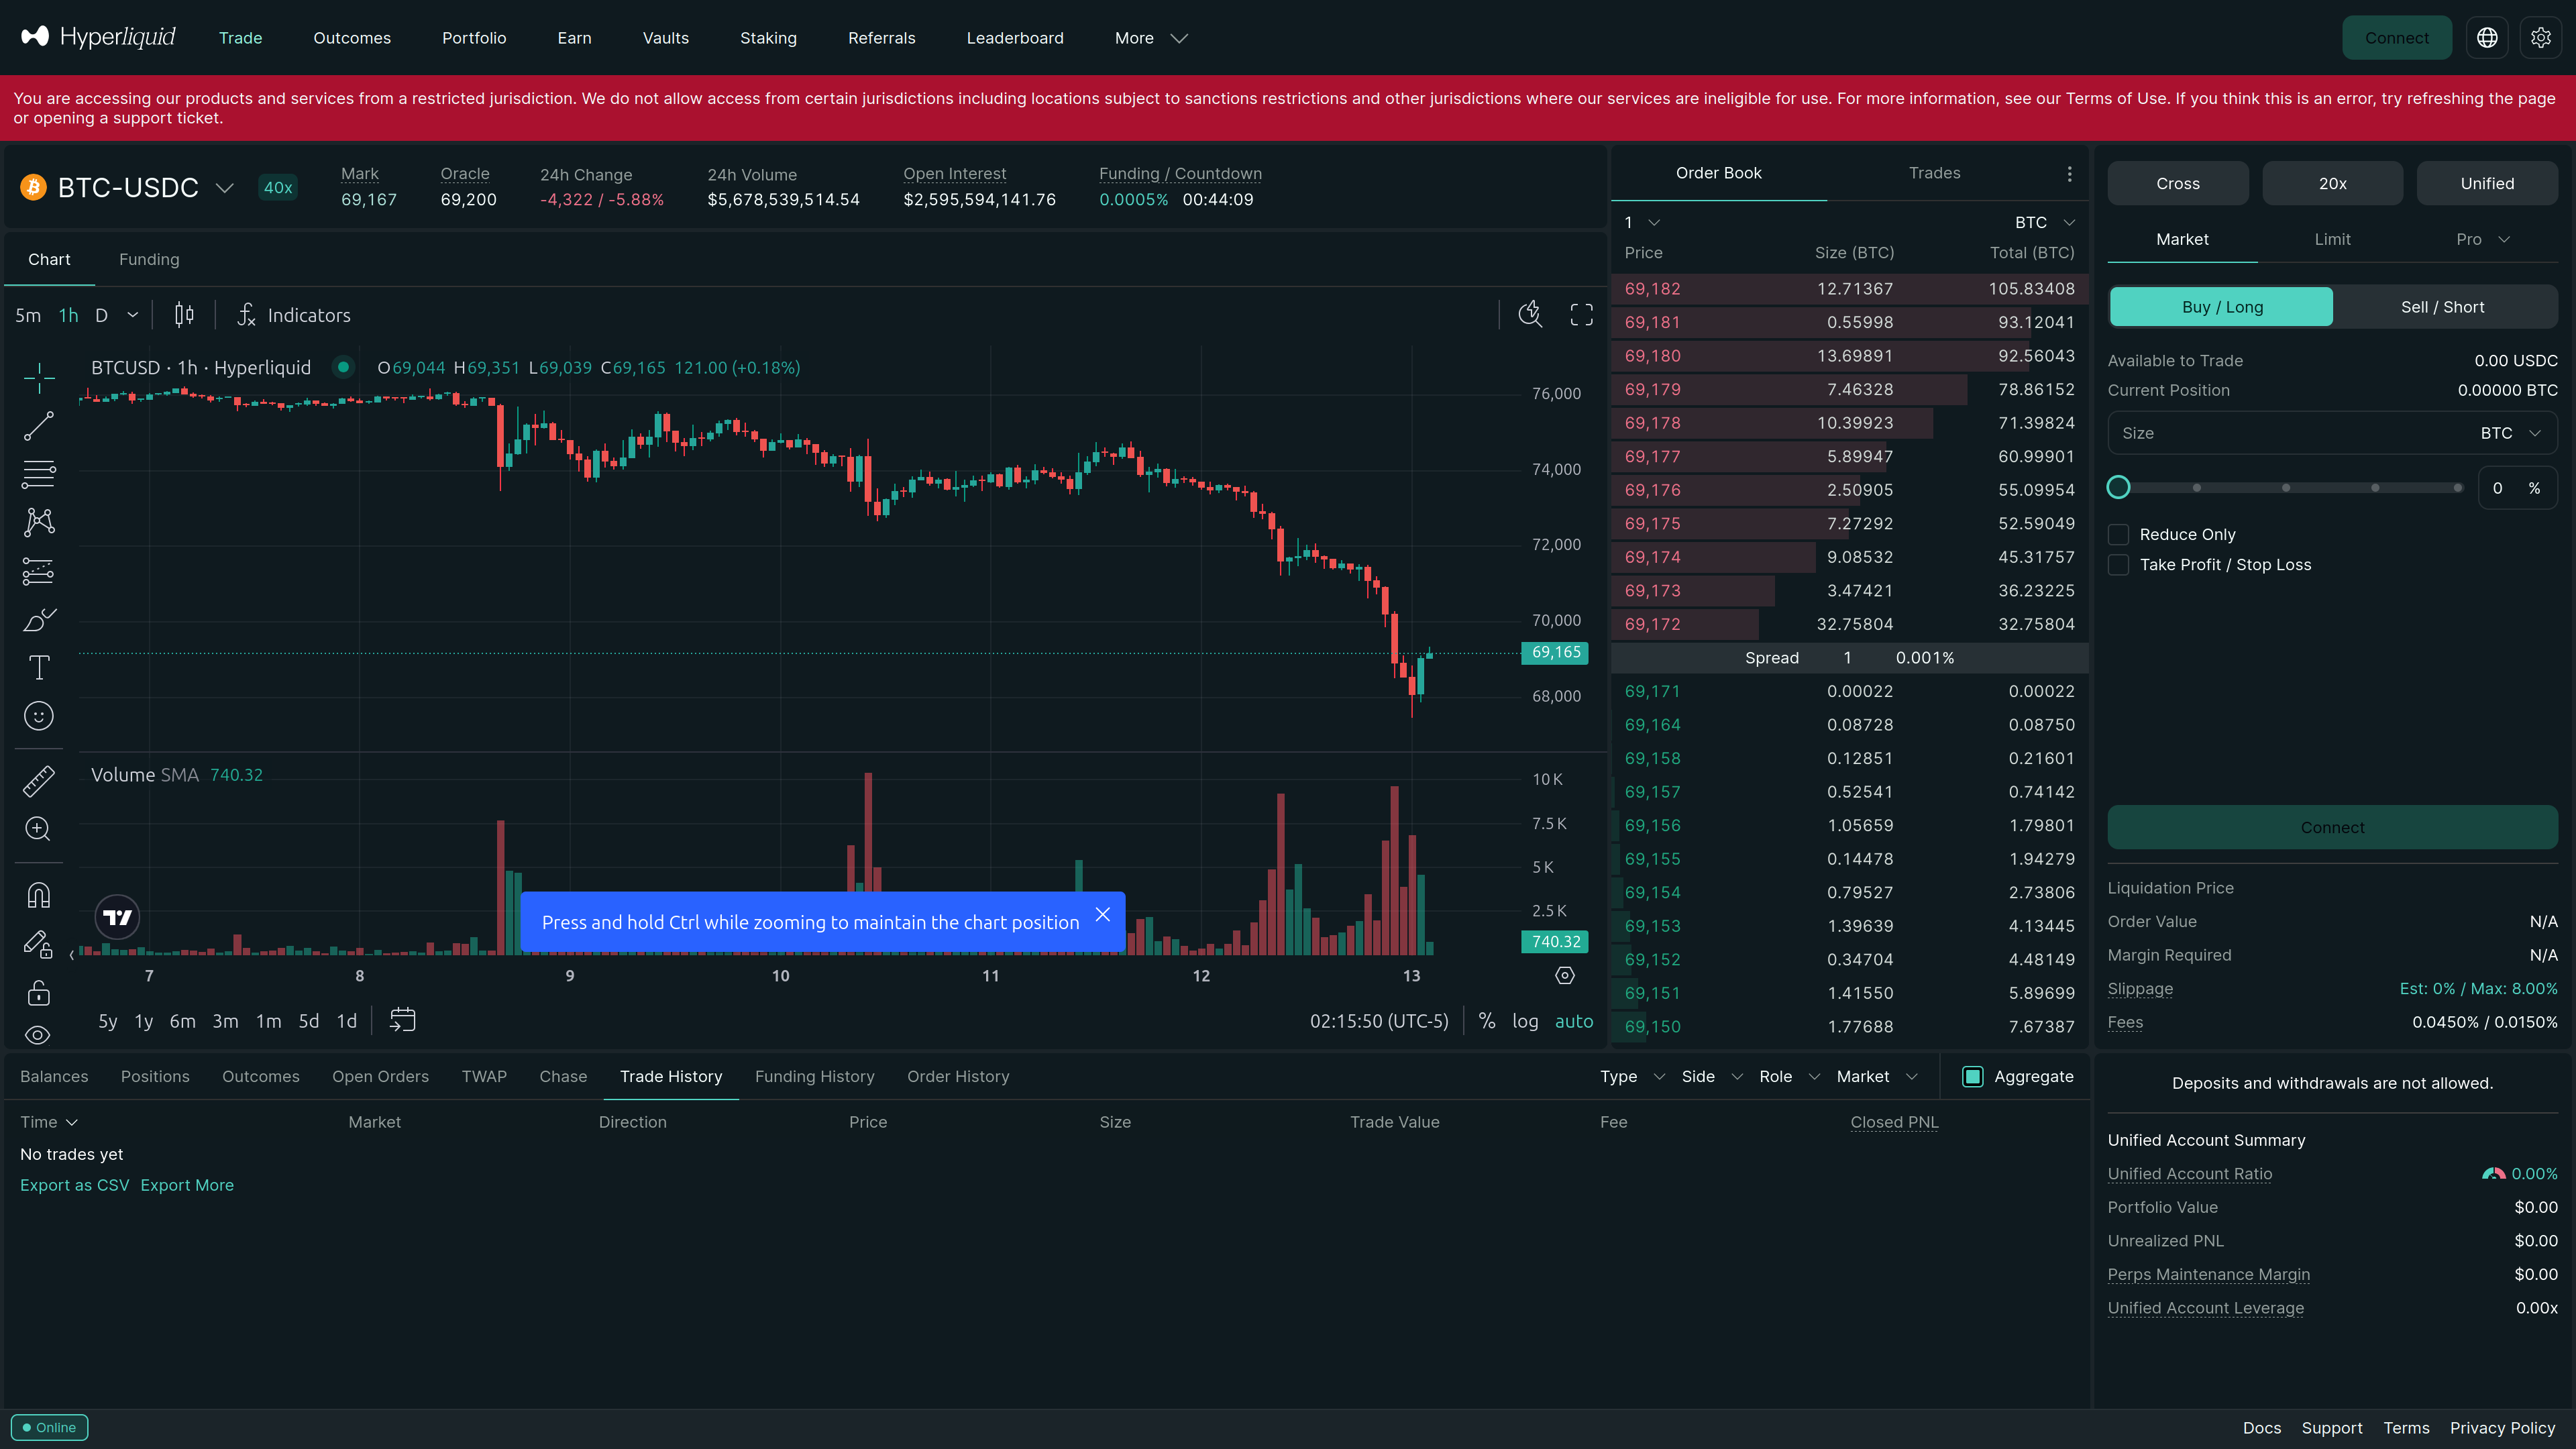 Hyperliquid Trade Outcomes Portfolio Earn Vaults Staking Referrals Leaderboard More Connect
You are accessing our products and services from a restricted jurisdiction. We do not allow access from certain jurisdictions including locations subject to sanctions restrictions and other jurisdictions where our services are ineligible for use. For more information, see our Terms of Use. If you think this is an error, try refreshing the page
or opening a support ticket.
BTC-USDC 40x
Mark
69,167
Oracle
69,200
24h Change
-4,322 / -5.88%
24h Volume
$5,678,539,514.54
Open Interest
$2,595,594,141.76
Funding / Countdown
0.0005% 00:44:09
Chart Funding
5m 1h D Indicators
BTCUSD · 1h · Hyperliquid O69,044 H69,351 L69,039 C69,165 121.00 (+0.18%)
76,000
74,000
72,000
70,000
69,165
68,000
Volume SMA 740.32
10 K
7.5 K
5 K
2.5 K
740.32
Press and hold Ctrl while zooming to maintain the chart position
7 8 9 10 11 12 13
5y 1y 6m 3m 1m 5d 1d 02:15:50 (UTC-5) % log auto
Order Book Trades
1 BTC
Price Size (BTC) Total (BTC)
69,182 12.71367 105.83408
69,181 0.55998 93.12041
69,180 13.69891 92.56043
69,179 7.46328 78.86152
69,178 10.39923 71.39824
69,177 5.89947 60.99901
69,176 2.50905 55.09954
69,175 7.27292 52.59049
69,174 9.08532 45.31757
69,173 3.47421 36.23225
69,172 32.75804 32.75804
Spread 1 0.001%
69,171 0.00022 0.00022
69,164 0.08728 0.08750
69,158 0.12851 0.21601
69,157 0.52541 0.74142
69,156 1.05659 1.79801
69,155 0.14478 1.94279
69,154 0.79527 2.73806
69,153 1.39639 4.13445
69,152 0.34704 4.48149
69,151 1.41550 5.89699
69,150 1.77688 7.67387
Cross 20x Unified
Market Limit Pro
Buy / Long Sell / Short
Available to Trade 0.00 USDC
Current Position 0.00000 BTC
Size BTC
0 %
Reduce Only
Take Profit / Stop Loss
Connect
Liquidation Price
Order Value N/A
Margin Required N/A
Slippage Est: 0% / Max: 8.00%
Fees 0.0450% / 0.0150%
Balances Positions Outcomes Open Orders TWAP Chase Trade History Funding History Order History Type Side Role Market Aggregate
Time Market Direction Price Size Trade Value Fee Closed PNL
No trades yet
Export as CSV Export More
Deposits and withdrawals are not allowed.
Unified Account Summary
Unified Account Ratio 0.00%
Portfolio Value $0.00
Unrealized PNL $0.00
Perps Maintenance Margin $0.00
Unified Account Leverage 0.00x
Online Docs Support Terms Privacy Policy